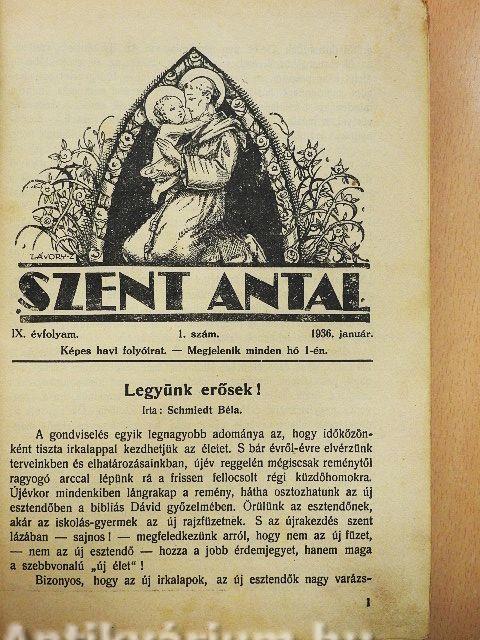 ZÁVORY Z
SZENT ANTAL
IX. évfolyam. 1. szám. 1936. január.
Képes havi folyóirat. — Megjelenik minden hó 1-én.
Legyünk erősek!
Irta: Schmiedt Béla.
A gondviselés egyik legnagyobb adománya az, hogy időközön-
ként tiszta irkalappal kezdhetjük az életet. S bár évről-évre elvérzünk
terveinkben és elhatározásainkban, újév reggelén mégiscsak reménytől
ragyogó arccal lépünk rá a frissen fellocsolt régi küzdőhomokra.
Újévkor mindenkiben lángrakap a remény, hátha osztozhatunk az új
esztendőben a bibliás Dávid győzelmében. Örülünk az esztendőnek,
akár az iskolás-gyermek az új rajzfüzetnek. S az újrakezdés szent
lázában — sajnos! — megfeledkezünk arról, hogy nem az új füzet,
— nem az új esztendő — hozza a jobb érdemjegyet, hanem maga
a szebbvonalú „új élet"!
Bizonyos, hogy az új irkalapok, az új esztendők nagy varázs-
1
Antikvárium.hu